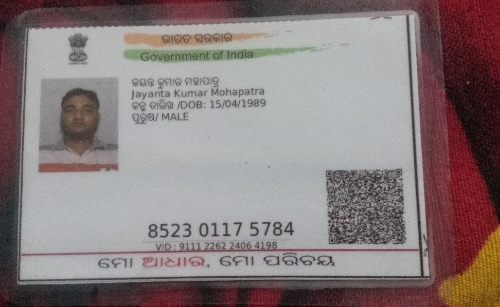 ଭାରତ ସରକାର
Government of India
ଜୟନ୍ତ କୁମାର ମହାପାତ୍ର
Jayanta Kumar Mohapatra
ଜନ୍ମ ତାରିଖ /DOB: 15/04/1989
ପୁରୁଷ/ MALE
8523 0117 5784
VID : 9111 2262 2406 4198
ମୋ ଆଧାର, ମୋ ପରିଚୟ